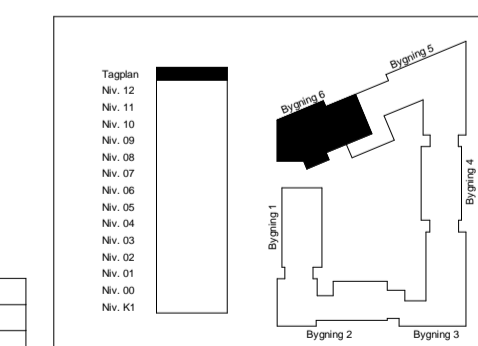 Tagplan
Niv. 12
Niv. 11
Niv. 10
Niv. 09
Niv. 08
Niv. 07
Niv. 06
Niv. 05
Niv. 04
Niv. 03
Niv. 02
Niv. 01
Niv. 00
Niv. K1
Bygning 5
Bygning 6
Bygning 4
Bygning 1
Bygning 2
Bygning 3